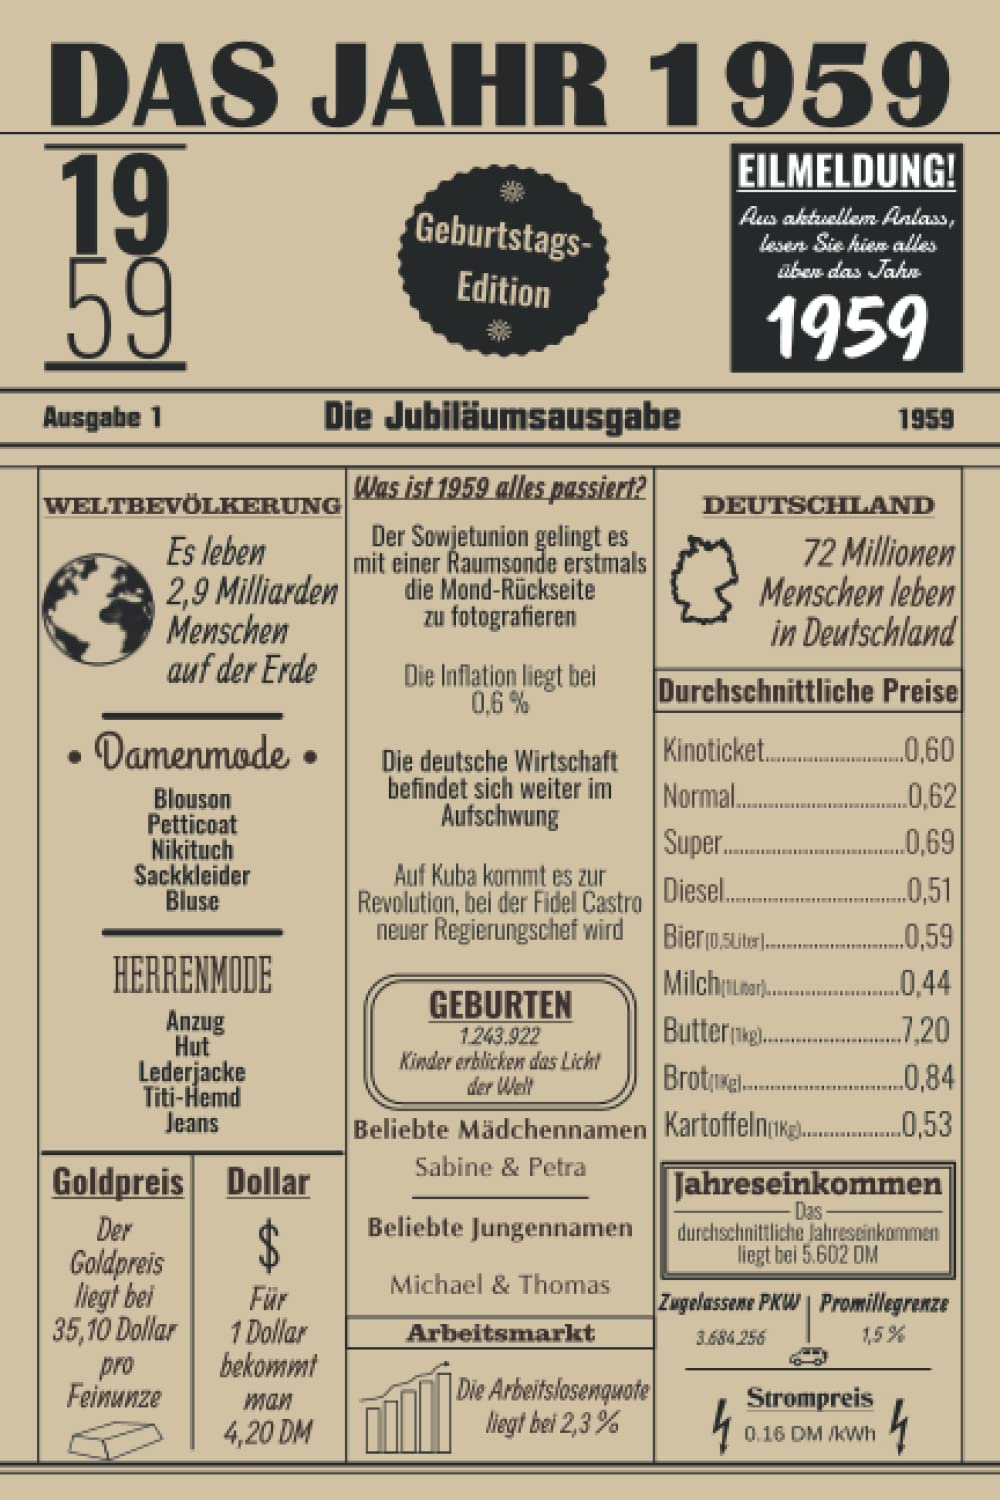 DAS JAHR 1959
19
59
Geburtstags-
Edition
EILMELDUNG!
Aus aktuellem Anlass,
lesen Sie hier alles
über das Jahr
1959
Ausgabe 1
Die Jubiläumsausgabe
1959
WELTBEVÖLKERUNG
Es leben
2,9 Milliarden
Menschen
auf der Erde
• Damenmode •
Blouson
Petticoat
Nikituch
Sackkleider
Bluse
HERRENMODE
Anzug
Hut
Lederjacke
Titi-Hemd
Jeans
Goldpreis
Der
Goldpreis
liegt bei
35,10 Dollar
pro
Feinunze
Dollar
$
Für
1 Dollar
bekommt
man
4,20 DM
Was ist 1959 alles passiert?
Der Sowjetunion gelingt es
mit einer Raumsonde erstmals
die Mond-Rückseite
zu fotografieren
Die Inflation liegt bei
0,6 %
Die deutsche Wirtschaft
befindet sich weiter im
Aufschwung
Auf Kuba kommt es zur
Revolution, bei der Fidel Castro
neuer Regierungschef wird
GEBURTEN
1.243.922
Kinder erblicken das Licht
der Welt
Beliebte Mädchennamen
Sabine & Petra
Beliebte Jungennamen
Michael & Thomas
Arbeitsmarkt
Die Arbeitslosenquote
liegt bei 2,3 %
DEUTSCHLAND
72 Millionen
Menschen leben
in Deutschland
Durchschnittliche Preise
Kinoticket..............................0,60
Normal.....................................0,62
Super.......................................0,69
Diesel.......................................0,51
Bier(0,5Liter)..............................0,59
Milch(1Liter)............................0,44
Butter(1kg).............................7,20
Brot(1Kg)..................................0,84
Kartoffeln(1Kg).....................0,53
Jahreseinkommen
Das
durchschnittliche Jahreseinkommen
liegt bei 5.602 DM
Zugelassene PKW
3.684.256
Promillegrenze
1,5 %
Strompreis
0.16 DM /kWh